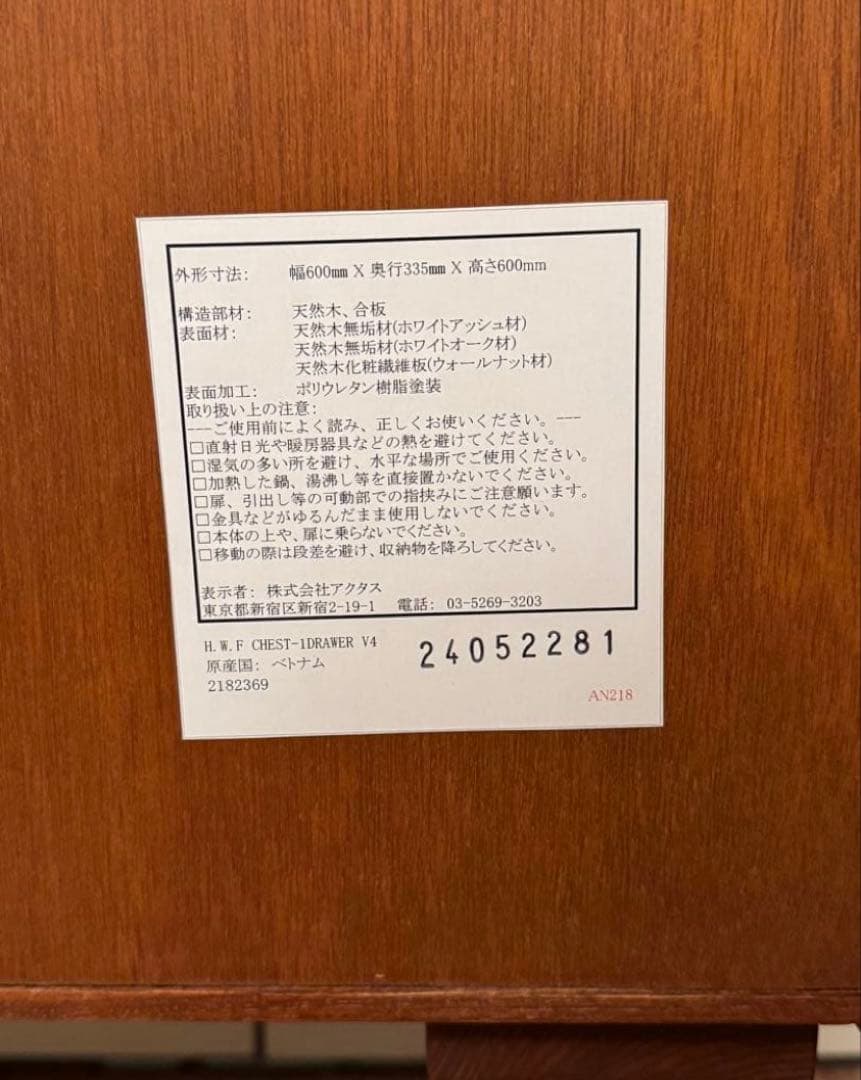 外形寸法: 幅600mm X 奥行335mm X 高さ600mm
構造部材: 天然木、合板
表面材: 天然木無垢材(ホワイトアッシュ材)
天然木無垢材(ホワイトオーク材)
天然木化粧繊維板(ウォールナット材)
表面加工: ポリウレタン樹脂塗装
取り扱い上の注意:
---ご使用前によく読み、正しくお使いください。---
□直射日光や暖房器具などの熱を避けてください。
□湿気の多い所を避け、水平な場所でご使用ください。
□加熱した鍋、湯沸し等を直接置かないでください。
□扉、引出し等の可動部での指挟みにご注意願います。
□金具などがゆるんだまま使用しないでください。
□本体の上や、扉に乗らないでください。
□移動の際は段差を避け、収納物を降ろしてください。
表示者: 株式会社アクタス
東京都新宿区新宿2-19-1 電話: 03-5269-3203
H.W.F CHEST-1DRAWER V4
原産国: ベトナム
2182369
24052281
AN218